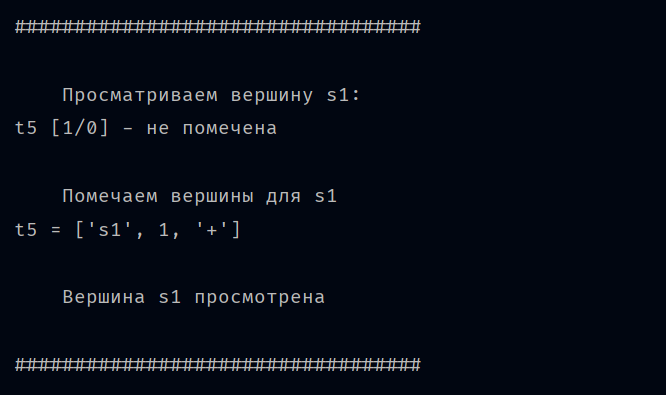 ##################################
Просматриваем вершину s1:
t5 [1/0] – не помечена
Помечаем вершины для s1
t5 = ['s1', 1, '+']
Вершина s1 просмотрена
##################################